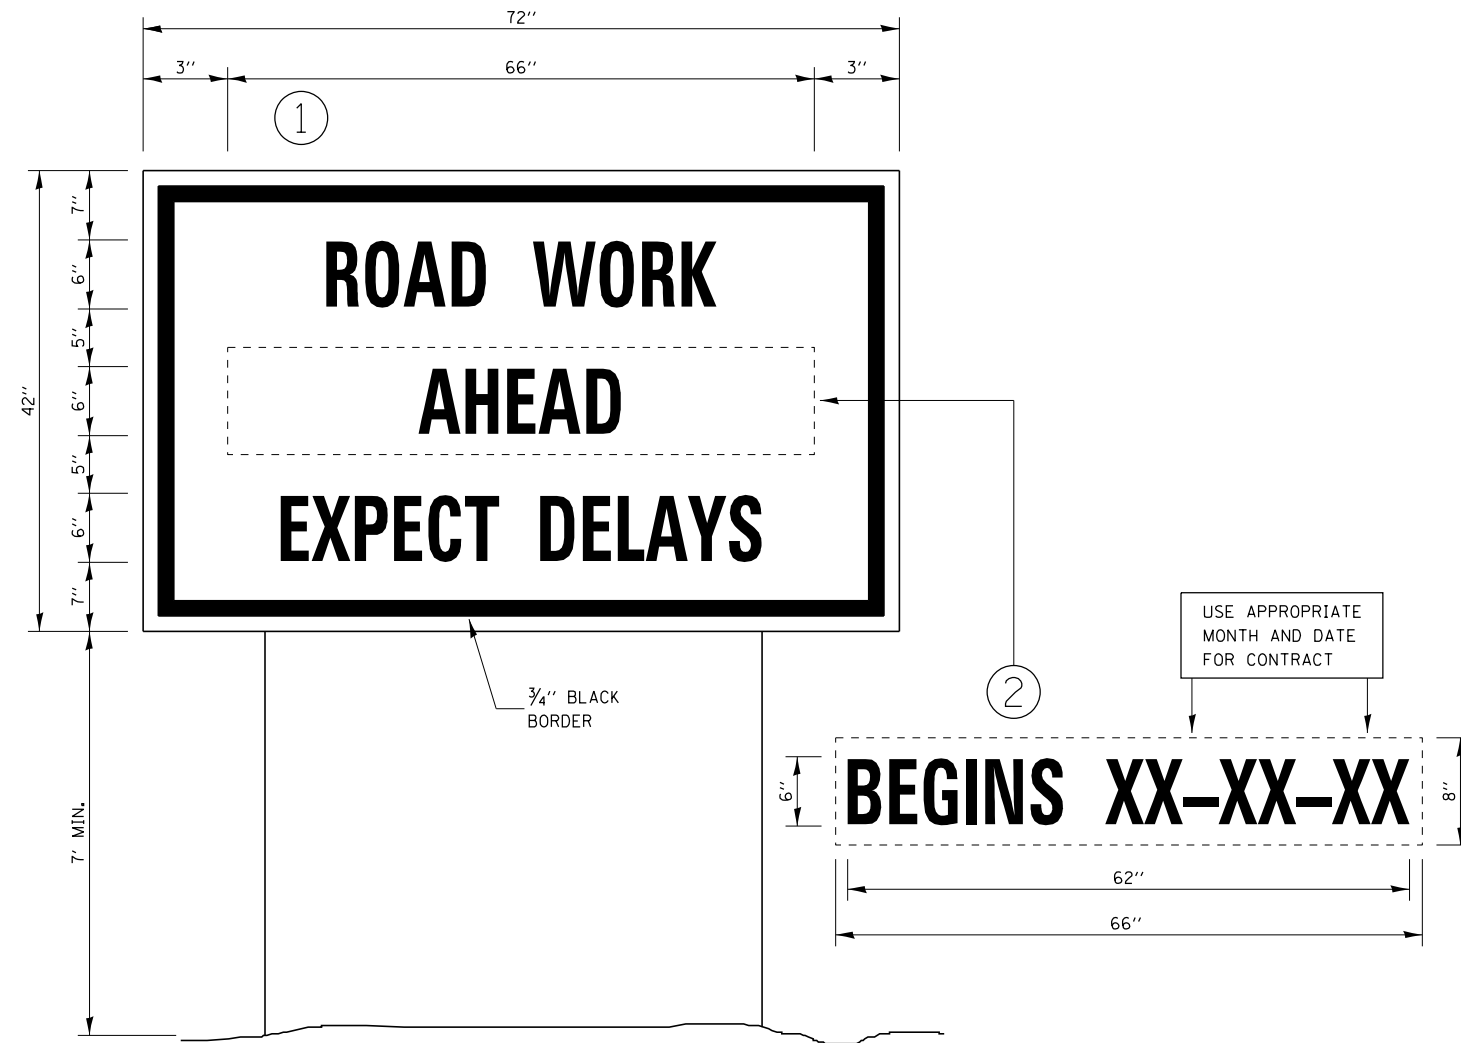 72''
3'' 66'' 3''
1
7''
6''
5''
6''
5''
6''
7''
42''
ROAD WORK
AHEAD
EXPECT DELAYS
3/4'' BLACK
BORDER
7' MIN.
2
USE APPROPRIATE
MONTH AND DATE
FOR CONTRACT
6''
BEGINS XX-XX-XX
8''
62''
66''